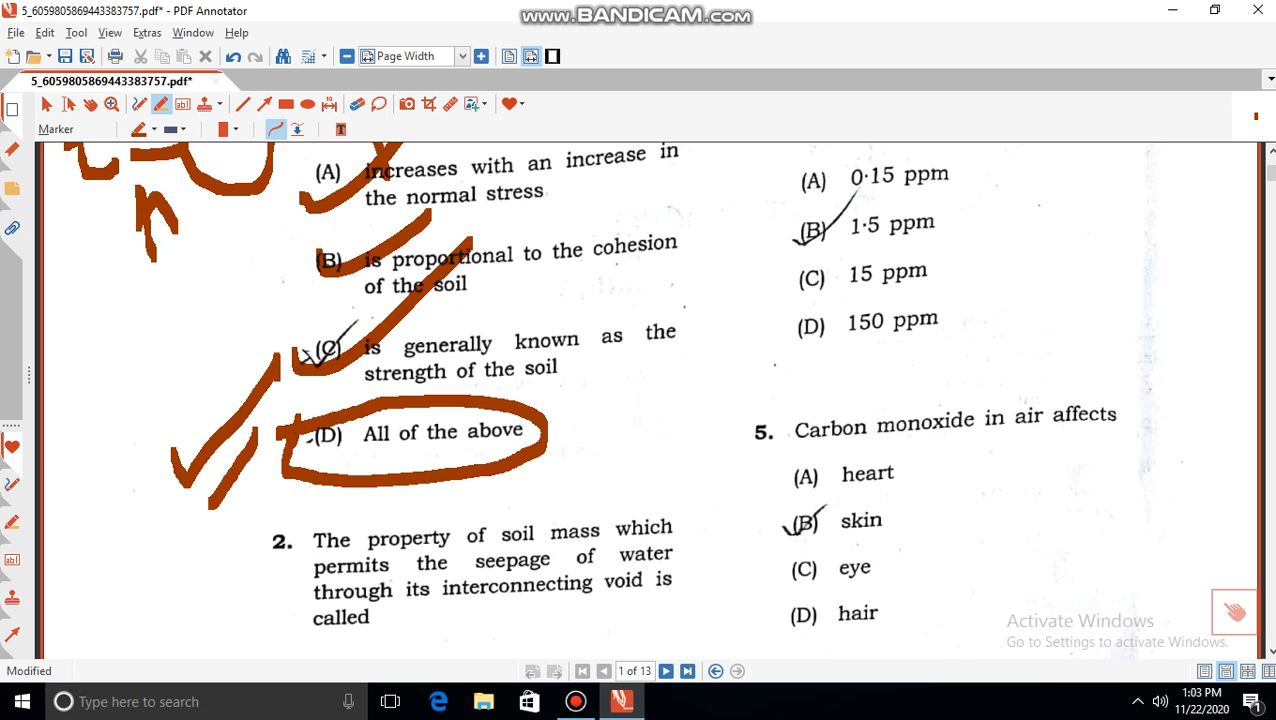 5_6059805869443383757.pdf* - PDF Annotator
www.BANDICAM.com
File Edit Tool View Extras Window Help
Page Width
5_6059805869443383757.pdf*
Marker
(A) increases with an increase in
the normal stress
(B) is proportional to the cohesion
of the soil
(C) is generally known as the
strength of the soil
(D) All of the above
2. The property of soil mass which
permits the seepage of water
through its interconnecting void is
called
(A) 0·15 ppm
(B) 1·5 ppm
(C) 15 ppm
(D) 150 ppm
5. Carbon monoxide in air affects
(A) heart
(B) skin
(C) eye
(D) hair
Activate Windows
Go to Settings to activate Windows.
Modified
1 of 13
Type here to search
1:03 PM
11/22/2020